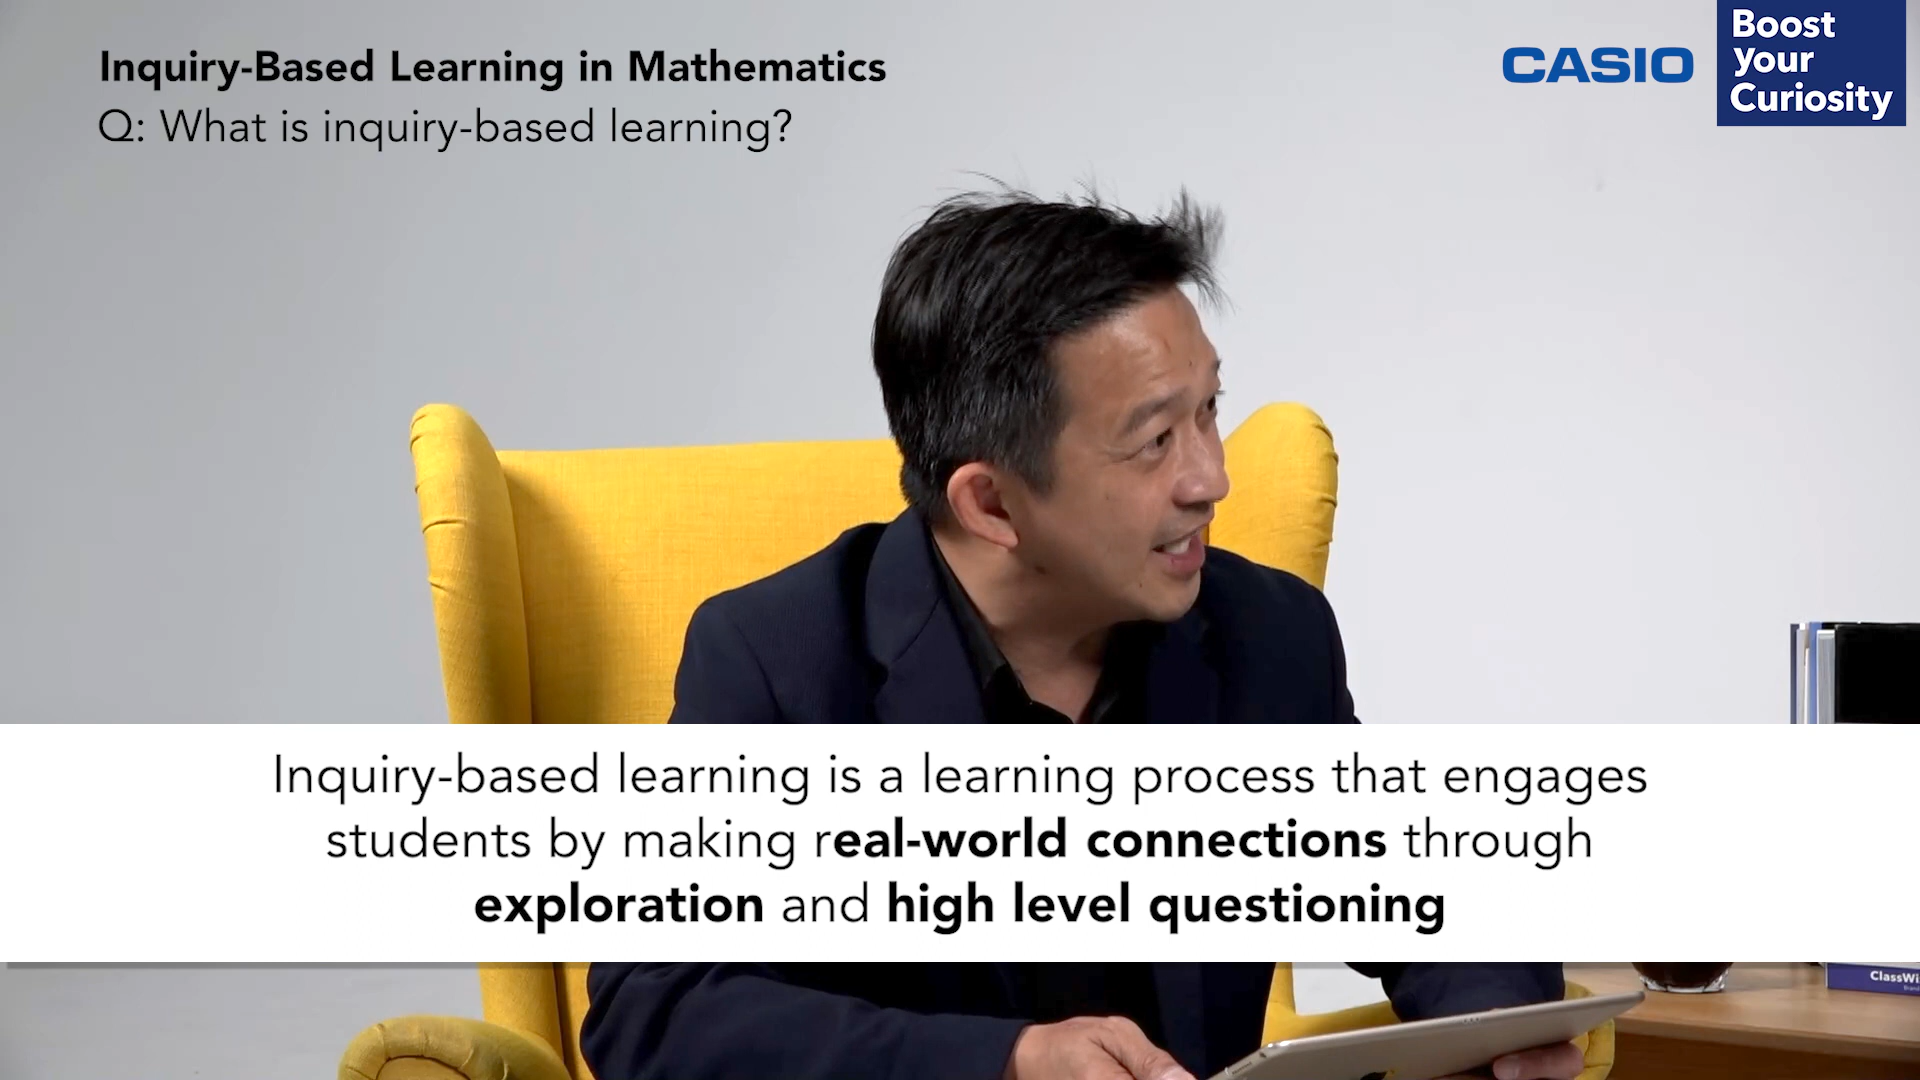 Inquiry-Based Learning in Mathematics
Q: What is inquiry-based learning?
CASIO
Boost
Your
Curiosity
Inquiry-based learning is a learning process that engages
students by making real-world connections through
exploration and high level questioning